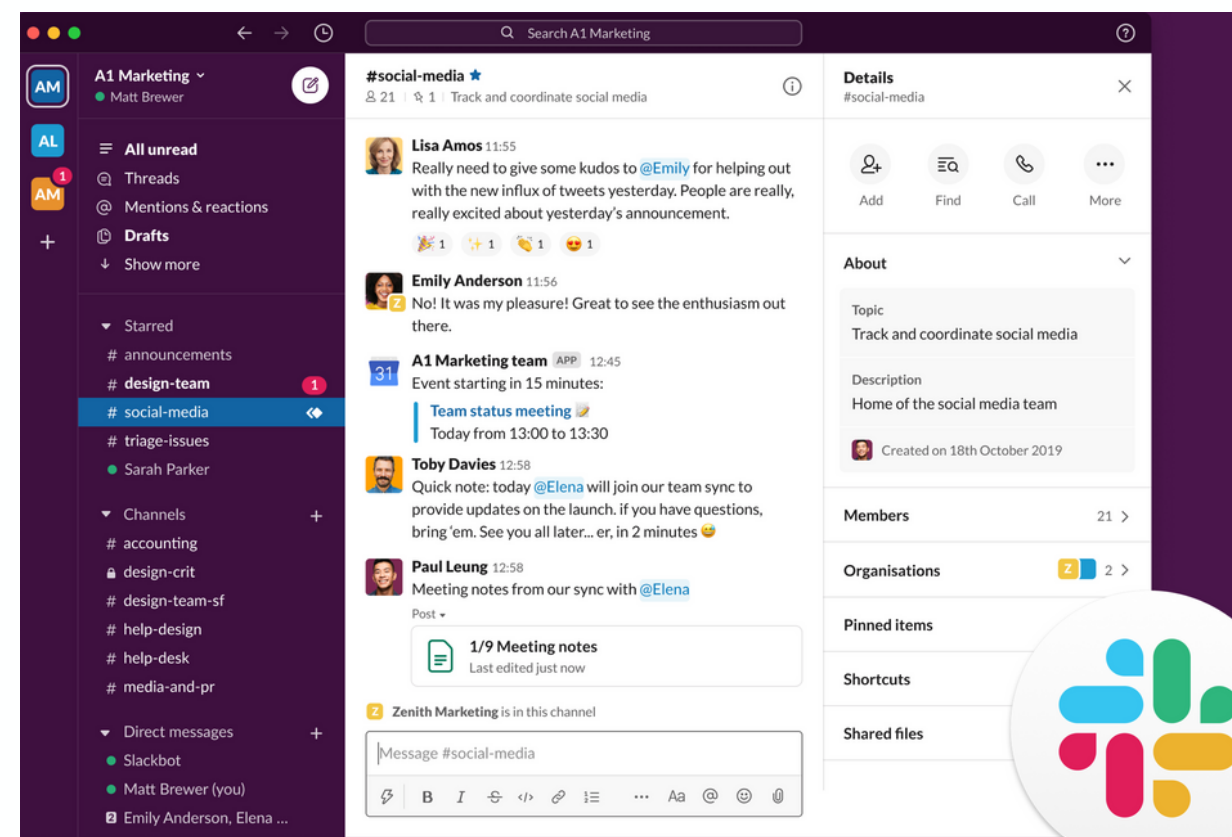 Search A1 Marketing
AM
AL
1
AM
A1 Marketing
Matt Brewer
All unread
Threads
Mentions & reactions
Drafts
Show more
Starred
# announcements
# design-team 1
# social-media
# triage-issues
Sarah Parker
Channels
# accounting
design-crit
# design-team-sf
# help-design
# help-desk
# media-and-pr
Direct messages
Slackbot
Matt Brewer (you)
2 Emily Anderson, Elena ...
#social-media
21 | 1 | Track and coordinate social media
Lisa Amos 11:55
Really need to give some kudos to @Emily for helping out
with the new influx of tweets yesterday. People are really,
really excited about yesterday's announcement.
1 1 1 1
Emily Anderson 11:56
Z No! It was my pleasure! Great to see the enthusiasm out
there.
31
A1 Marketing team APP 12:45
Event starting in 15 minutes:
Team status meeting
Today from 13:00 to 13:30
Toby Davies 12:58
Quick note: today @Elena will join our team sync to
provide updates on the launch. if you have questions,
bring 'em. See you all later... er, in 2 minutes
Paul Leung 12:58
Meeting notes from our sync with @Elena
Post
1/9 Meeting notes
Last edited just now
Z Zenith Marketing is in this channel
Message #social-media
B I S </> ... Aa @
Details
#social-media
Add Find Call More
About
Topic
Track and coordinate social media
Description
Home of the social media team
Created on 18th October 2019
Members 21
Organisations Z 2
Pinned items
Shortcuts
Shared files